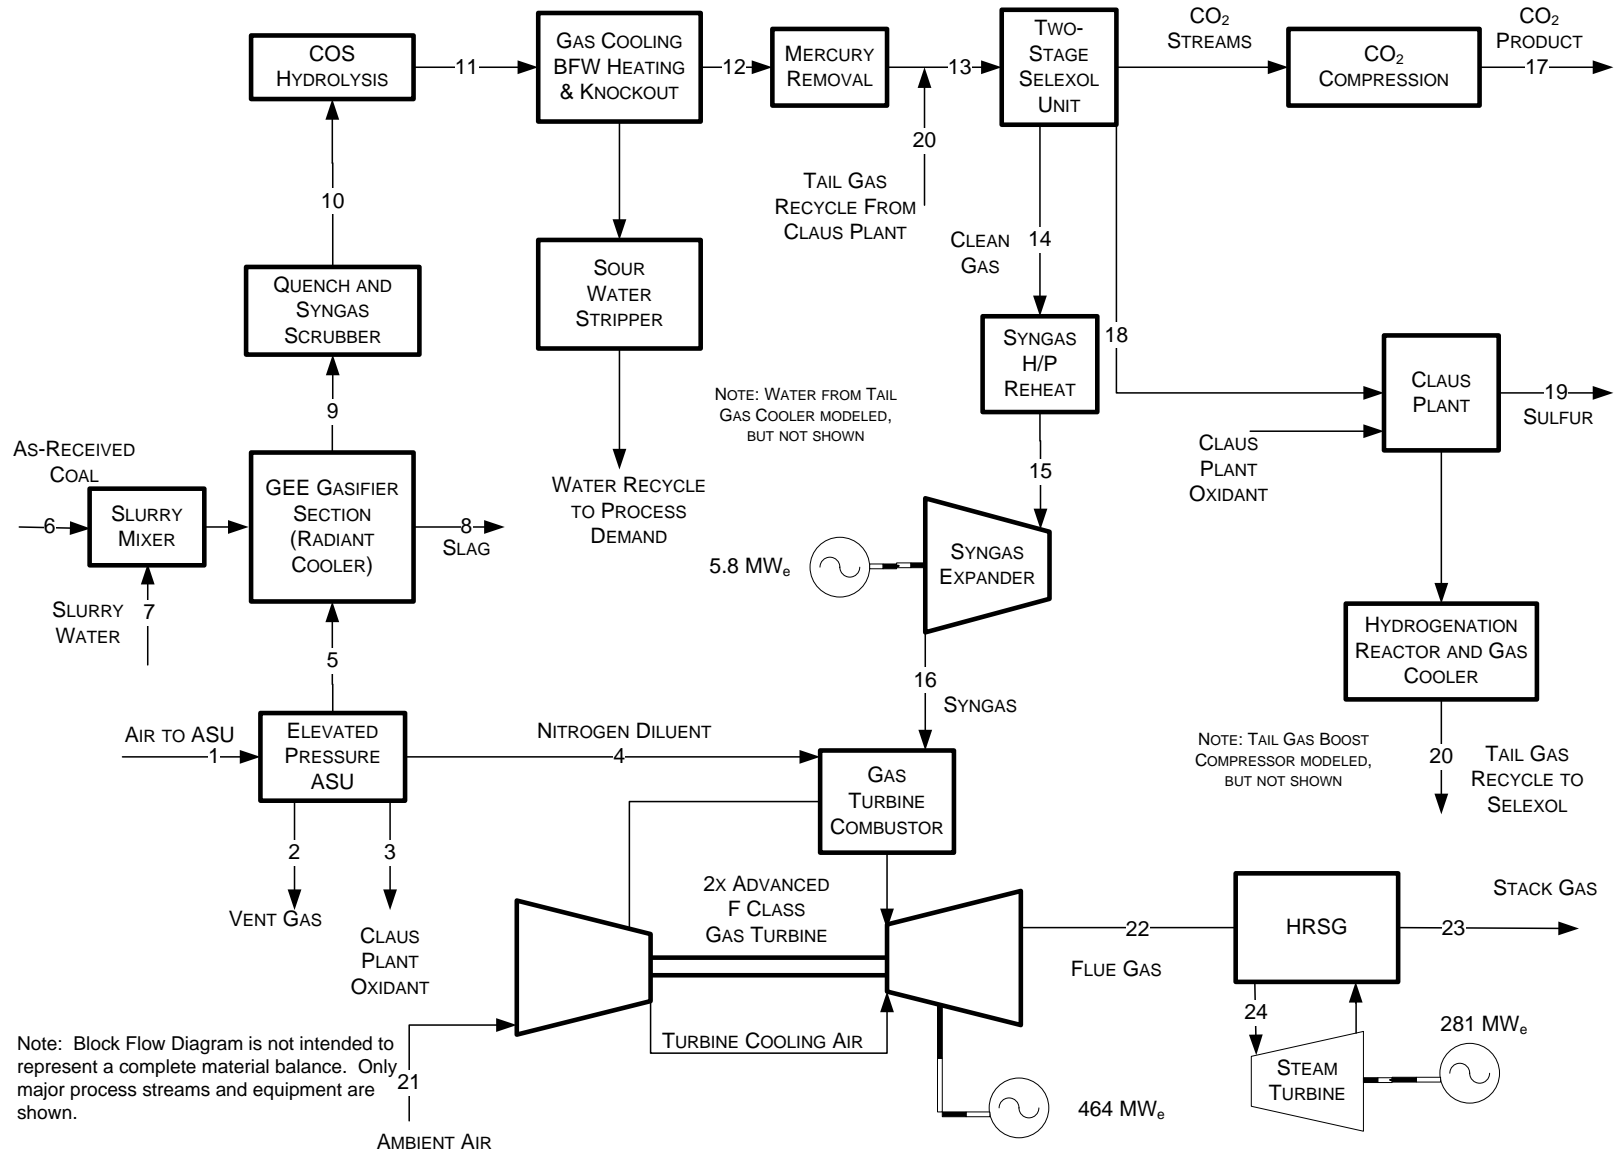 COS
HYDROLYSIS
11
GAS COOLING
BFW HEATING
& KNOCKOUT
12
MERCURY
REMOVAL
13
TWO-
STAGE
SELEXOL
UNIT
CO2
STREAMS
CO2
COMPRESSION
CO2
PRODUCT
17
20
TAIL GAS
RECYCLE FROM
CLAUS PLANT
10
CLEAN
GAS
14
QUENCH AND
SYNGAS
SCRUBBER
SOUR
WATER
STRIPPER
SYNGAS
H/P
REHEAT
18
CLAUS
PLANT
19
SULFUR
NOTE: WATER FROM TAIL
GAS COOLER MODELED,
BUT NOT SHOWN
9
15
CLAUS
PLANT
OXIDANT
AS-RECEIVED
COAL
6
SLURRY
MIXER
GEE GASIFIER
SECTION
(RADIANT
COOLER)
8
SLAG
WATER RECYCLE
TO PROCESS
DEMAND
5.8 MWe
SYNGAS
EXPANDER
SLURRY
WATER
7
HYDROGENATION
REACTOR AND GAS
COOLER
5
16
SYNGAS
AIR TO ASU
1
ELEVATED
PRESSURE
ASU
NITROGEN DILUENT
4
GAS
TURBINE
COMBUSTOR
NOTE: TAIL GAS BOOST
COMPRESSOR MODELED,
BUT NOT SHOWN
20
TAIL GAS
RECYCLE TO
SELEXOL
2
VENT GAS
3
CLAUS
PLANT
OXIDANT
2X ADVANCED
F CLASS
GAS TURBINE
22
FLUE GAS
HRSG
STACK GAS
23
TURBINE COOLING AIR
24
STEAM
TURBINE
281 MWe
464 MWe
Note: Block Flow Diagram is not intended to
represent a complete material balance. Only
major process streams and equipment are
shown.
21
AMBIENT AIR